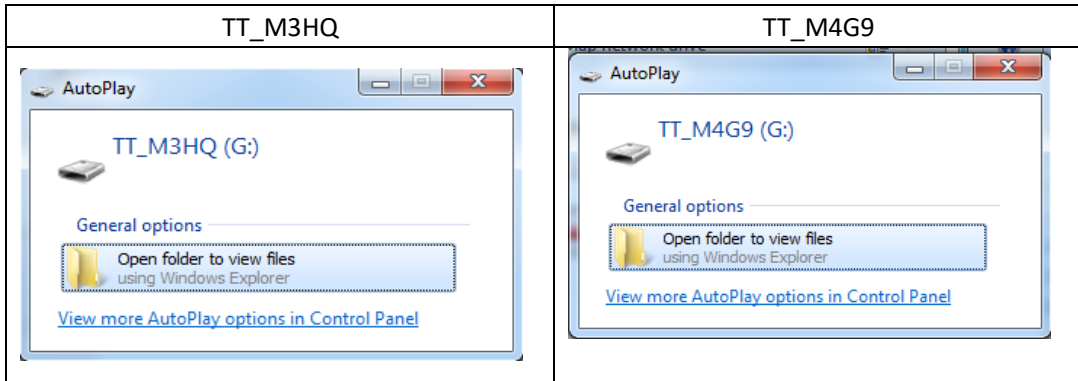 TT_M3HQ
AutoPlay
TT_M3HQ (G:)
General options
Open folder to view files
using Windows Explorer
View more AutoPlay options in Control Panel
TT_M4G9
AutoPlay
TT_M4G9 (G:)
General options
Open folder to view files
using Windows Explorer
View more AutoPlay options in Control Panel